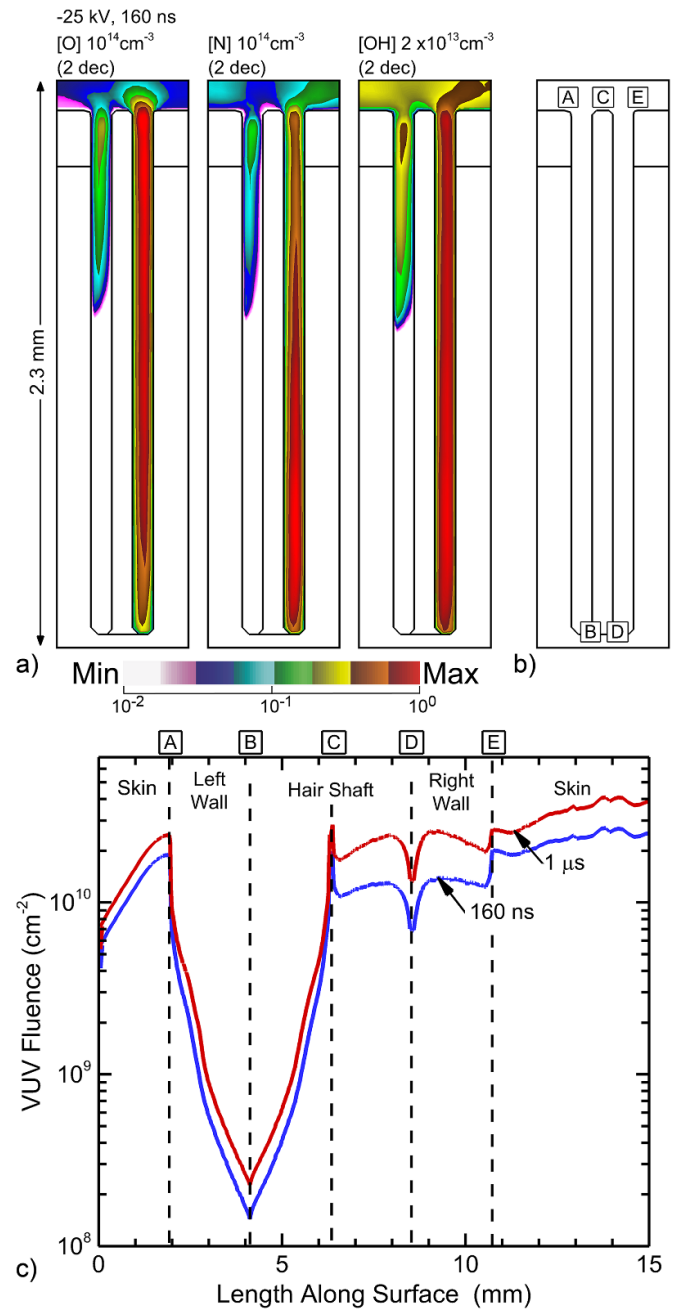 -25 kV, 160 ns
[O] 10¹⁴cm⁻³ [N] 10¹⁴cm⁻³ [OH] 2 x10¹³cm⁻³
(2 dec) (2 dec) (2 dec)
A C E
2.3 mm
B D
a) b)
Min Max
10⁻² 10⁻¹ 10⁰
A B C D E
Skin Left Wall Hair Shaft Right Wall Skin
1 μs
160 ns
10¹⁰
10⁹
10⁸
VUV Fluence (cm⁻²)
0 5 10 15
c) Length Along Surface (mm)